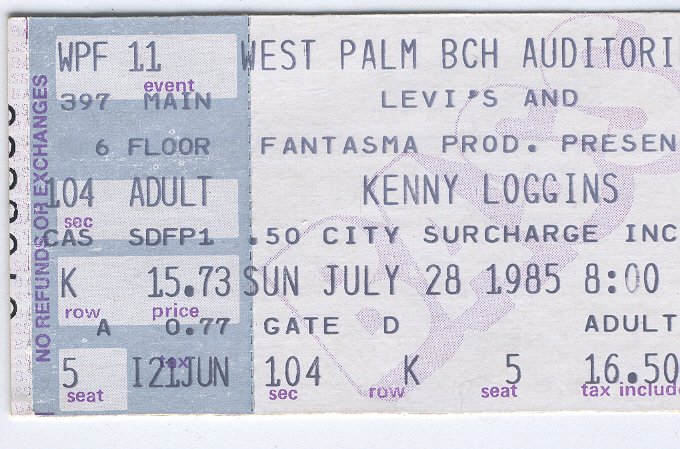 WPF 11 WEST PALM BCH AUDITORI
event
397 MAIN LEVI'S AND
6 FLOOR FANTASMA PROD. PRESEN
104 ADULT KENNY LOGGINS
sec
CAS SDFP1 .50 CITY SURCHARGE INC
K 15.73 SUN JULY 28 1985 8:00
row price
A 0.77 GATE D ADULT
tax
5 I21JUN 104 K 5 16.50
seat sec row seat tax include
NO REFUNDS OR EXCHANGES